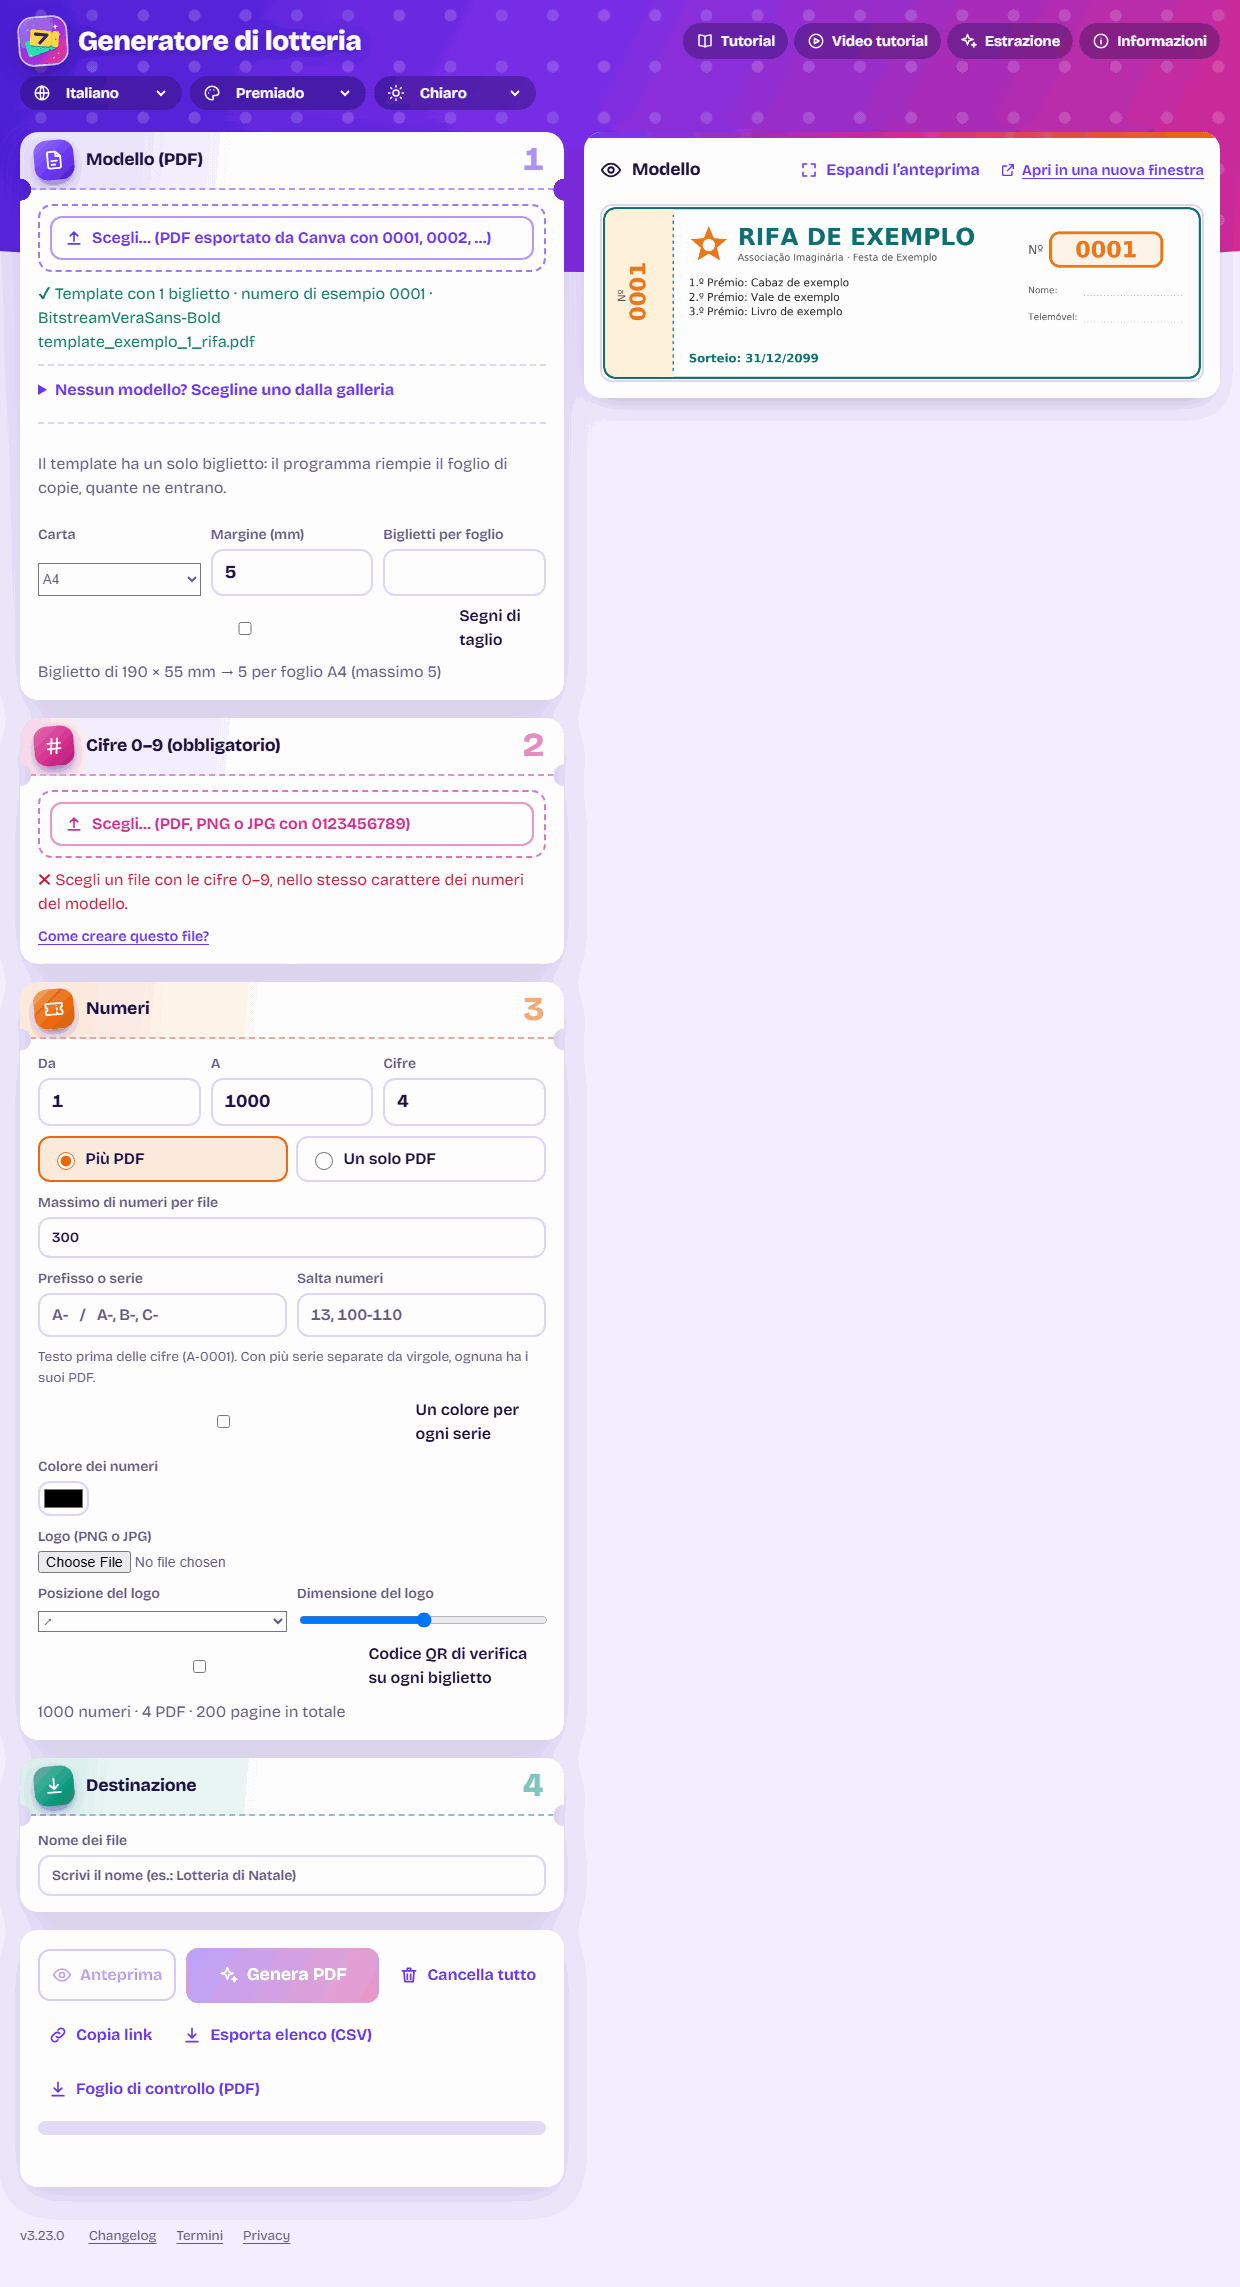 Generatore di lotteria
Tutorial
Video tutorial
Estrazione
Informazioni
Italiano
Premiado
Chiaro
Modello (PDF)
1
Scegli... (PDF esportato da Canva con 0001, 0002, ...)
✓ Template con 1 biglietto · numero di esempio 0001 ·
BitstreamVeraSans-Bold
template_exemplo_1_rifa.pdf
Nessun modello? Scegline uno dalla galleria
Il template ha un solo biglietto: il programma riempie il foglio di
copie, quante ne entrano.
Carta
Margine (mm)
Biglietti per foglio
A4
5
Segni di
taglio
Biglietto di 190 × 55 mm → 5 per foglio A4 (massimo 5)
Modello
Espandi l'anteprima
Apri in una nuova finestra
Nº
0001
RIFA DE EXEMPLO
Associação Imaginária · Festa de Exemplo
1.º Prémio: Cabaz de exemplo
2.º Prémio: Vale de exemplo
3.º Prémio: Livro de exemplo
Sorteio: 31/12/2099
Nº
0001
Nome:
Telemóvel:
Cifre 0–9 (obbligatorio)
2
Scegli... (PDF, PNG o JPG con 0123456789)
✕ Scegli un file con le cifre 0–9, nello stesso carattere dei numeri
del modello.
Come creare questo file?
Numeri
3
Da
A
Cifre
1
1000
4
Più PDF
Un solo PDF
Massimo di numeri per file
300
Prefisso o serie
Salta numeri
A- / A-, B-, C-
13, 100-110
Testo prima delle cifre (A-0001). Con più serie separate da virgole, ognuna ha i
suoi PDF.
Un colore per
ogni serie
Colore dei numeri
Logo (PNG o JPG)
Choose File No file chosen
Posizione del logo
Dimensione del logo
↗
Codice QR di verifica
su ogni biglietto
1000 numeri · 4 PDF · 200 pagine in totale
Destinazione
4
Nome dei file
Scrivi il nome (es.: Lotteria di Natale)
Anteprima
Genera PDF
Cancella tutto
Copia link
Esporta elenco (CSV)
Foglio di controllo (PDF)
v3.23.0
Changelog
Termini
Privacy